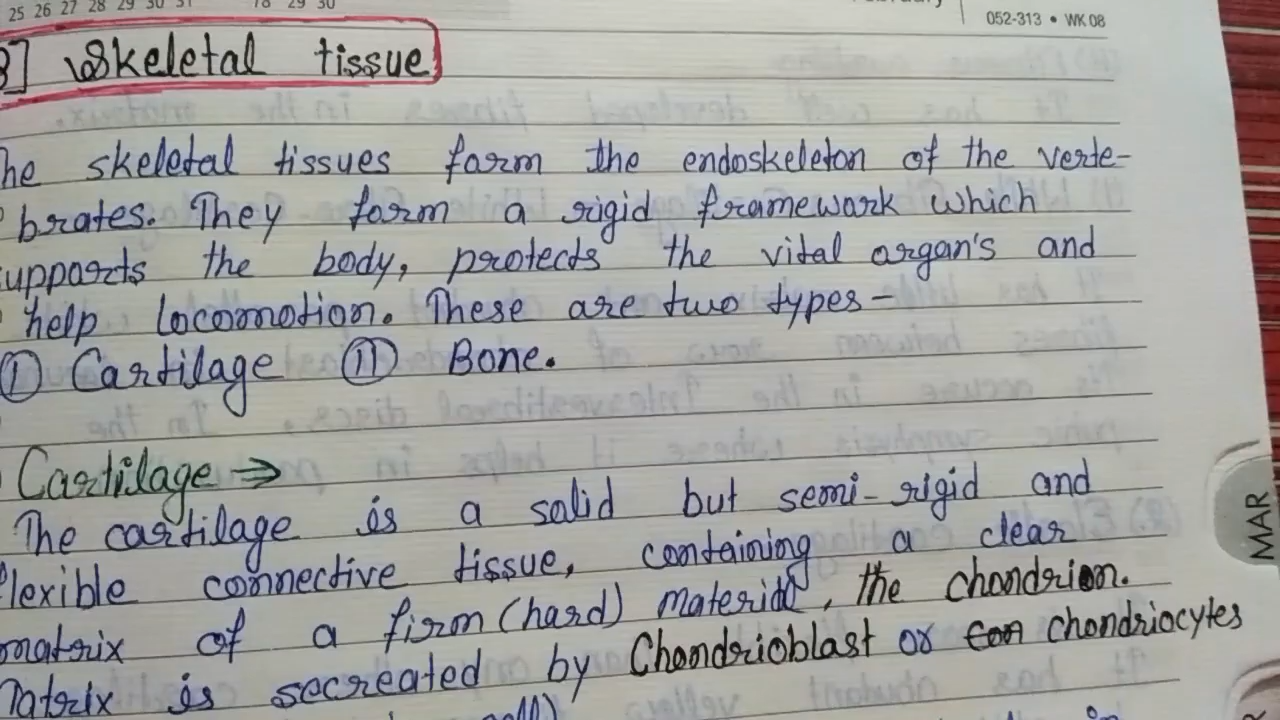 25 26 27 28 29 30 31 29 30
052-313 • WK 08
3] Skeletal tissue
he skeletal tissues form the endoskeleton of the verte-
brates. They form a rigid framework which
upports the body, protects the vital organ's and
help locomotion. These are two types-
(I) Cartilage (II) Bone.
Cartilage →
The cartilage is a solid but semi-rigid and
lexible connective tissue, containing a clear
matrix of a firm (hard) material, the chondrion.
Matrix is secreated by Chondrioblast or chondriocytes
MAR